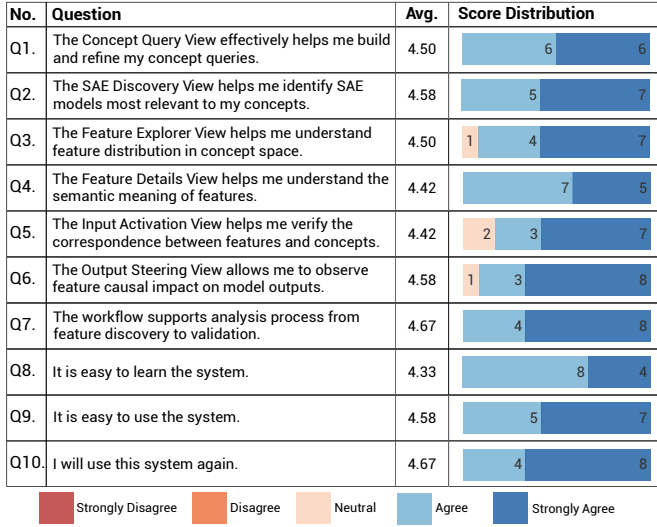 No. Question Avg. Score Distribution
Q1. The Concept Query View effectively helps me build
and refine my concept queries. 4.50 6 6
Q2. The SAE Discovery View helps me identify SAE
models most relevant to my concepts. 4.58 5 7
Q3. The Feature Explorer View helps me understand
feature distribution in concept space. 4.50 1 4 7
Q4. The Feature Details View helps me understand the
semantic meaning of features. 4.42 7 5
Q5. The Input Activation View helps me verify the
correspondence between features and concepts. 4.42 2 3 7
Q6. The Output Steering View allows me to observe
feature causal impact on model outputs. 4.58 1 3 8
Q7. The workflow supports analysis process from
feature discovery to validation. 4.67 4 8
Q8. It is easy to learn the system. 4.33 8 4
Q9. It is easy to use the system. 4.58 5 7
Q10. I will use this system again. 4.67 4 8
Strongly Disagree Disagree Neutral Agree Strongly Agree